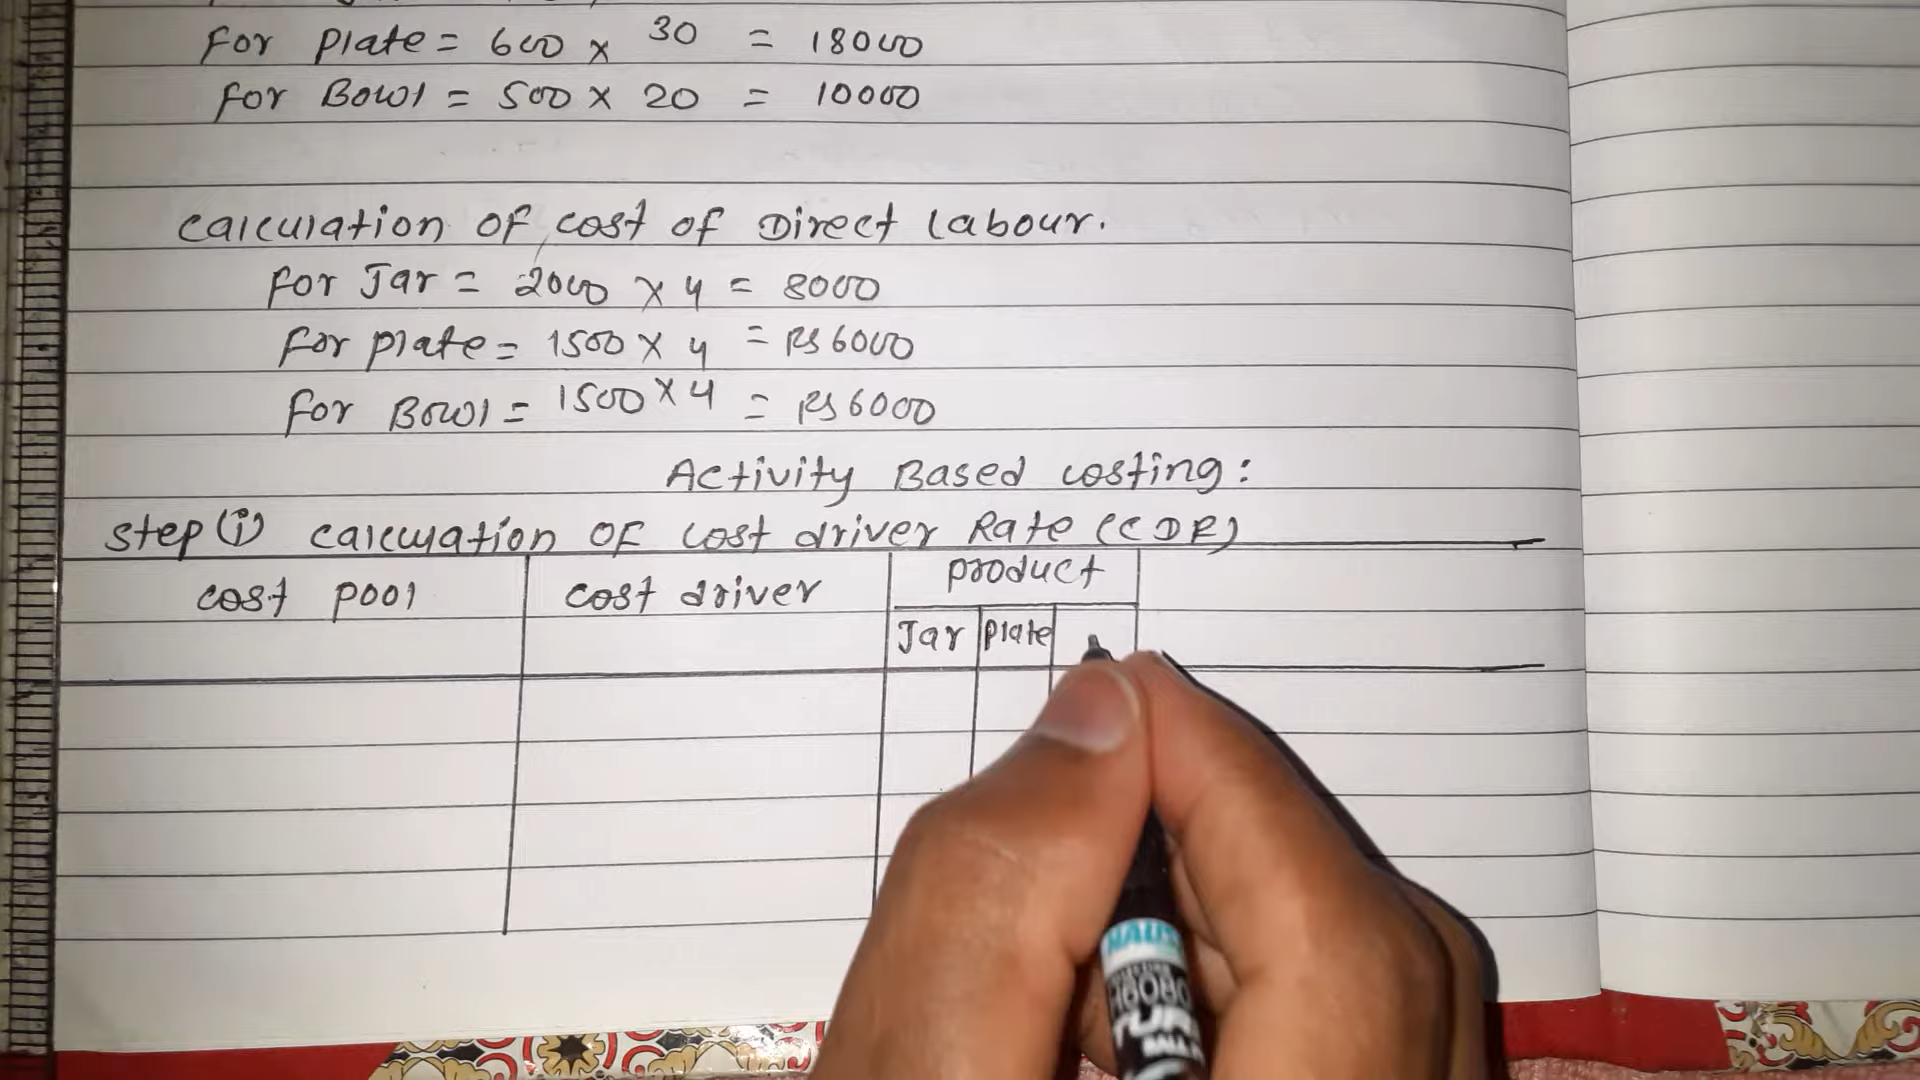 For Plate = 600 × 30 = 18000
For Bowl = 500 × 20 = 10000
Calculation OF cost of Direct Labour.
For Jar = 2000 × 4 = 8000
For plate = 1500 × 4 = Rs 6000
For Bowl = 1500 × 4 = Rs 6000
Activity Based costing:
Step (i) calculation OF cost driver Rate (CDR)
cost pool cost driver product
Jar plate